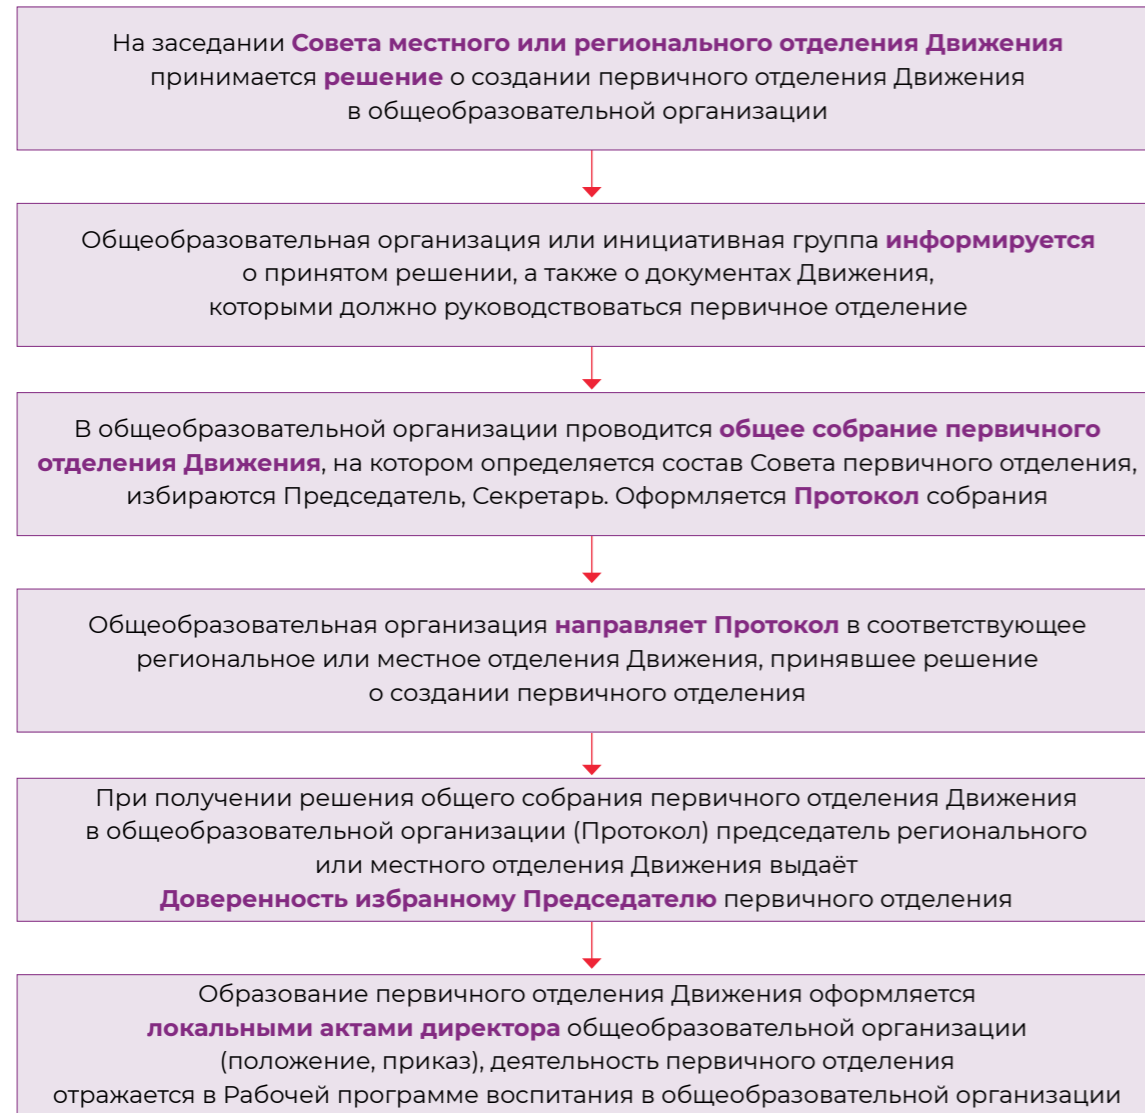 На заседании Совета местного или регионального отделения Движения
принимается решение о создании первичного отделения Движения
в общеобразовательной организации
Общеобразовательная организация или инициативная группа информируется
о принятом решении, а также о документах Движения,
которыми должно руководствоваться первичное отделение
В общеобразовательной организации проводится общее собрание первичного
отделения Движения, на котором определяется состав Совета первичного отделения,
избираются Председатель, Секретарь. Оформляется Протокол собрания
Общеобразовательная организация направляет Протокол в соответствующее
региональное или местное отделения Движения, принявшее решение
о создании первичного отделения
При получении решения общего собрания первичного отделения Движения
в общеобразовательной организации (Протокол) председатель регионального
или местного отделения Движения выдаёт
Доверенность избранному Председателю первичного отделения
Образование первичного отделения Движения оформляется
локальными актами директора общеобразовательной организации
(положение, приказ), деятельность первичного отделения
отражается в Рабочей программе воспитания в общеобразовательной организации